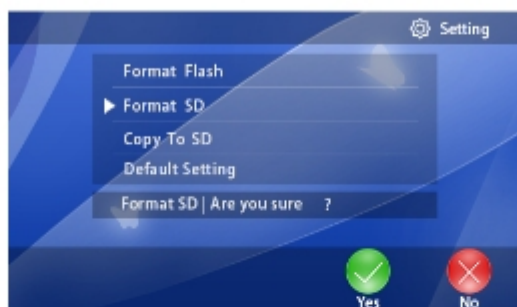 Setting
Format Flash
Format SD
Copy To SD
Default Setting
Format SD | Are you sure ?
Yes No